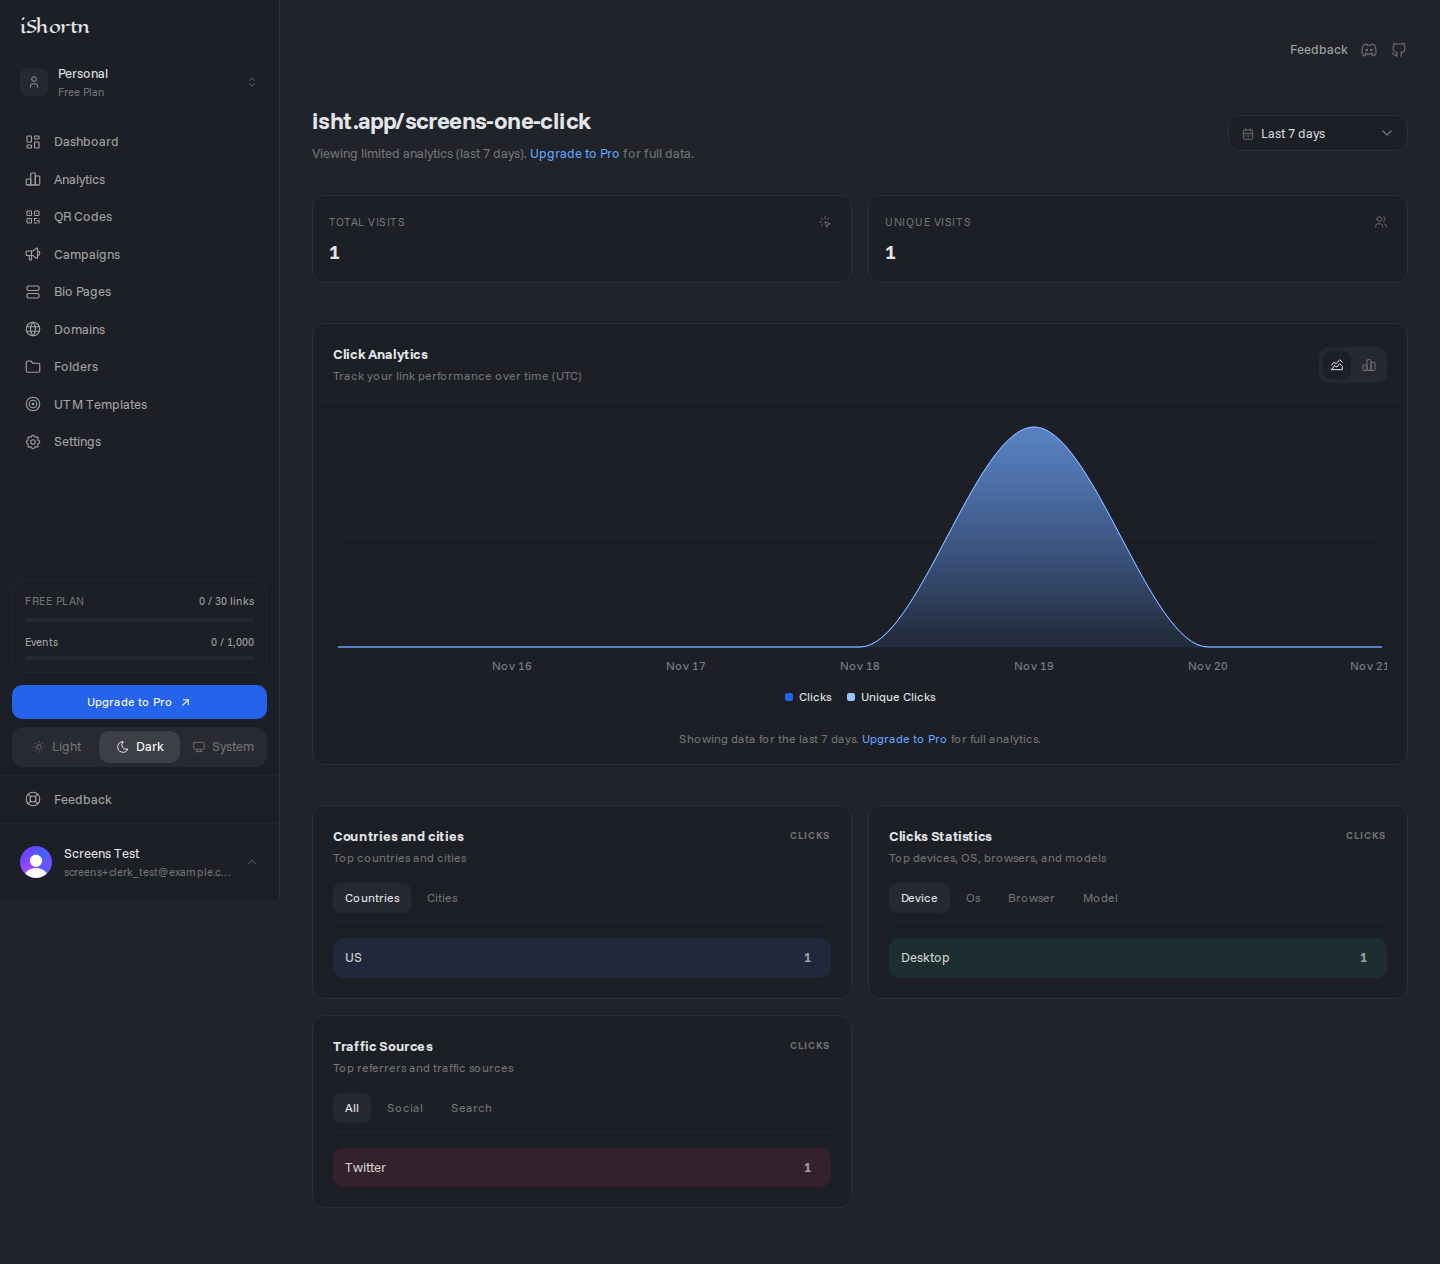 iShortn
Personal
Free Plan
Dashboard
Analytics
QR Codes
Campaigns
Bio Pages
Domains
Folders
UTM Templates
Settings
FREE PLAN 0 / 30 links
Events 0 / 1,000
Upgrade to Pro
Light Dark System
Feedback
Screens Test
screens+clerk_test@example.c...
Feedback
isht.app/screens-one-click
Viewing limited analytics (last 7 days). Upgrade to Pro for full data.
Last 7 days
TOTAL VISITS
1
UNIQUE VISITS
1
Click Analytics
Track your link performance over time (UTC)
Nov 16 Nov 17 Nov 18 Nov 19 Nov 20 Nov 21
Clicks Unique Clicks
Showing data for the last 7 days. Upgrade to Pro for full analytics.
Countries and cities CLICKS
Top countries and cities
Countries Cities
US 1
Clicks Statistics CLICKS
Top devices, OS, browsers, and models
Device Os Browser Model
Desktop 1
Traffic Sources CLICKS
Top referrers and traffic sources
All Social Search
Twitter 1